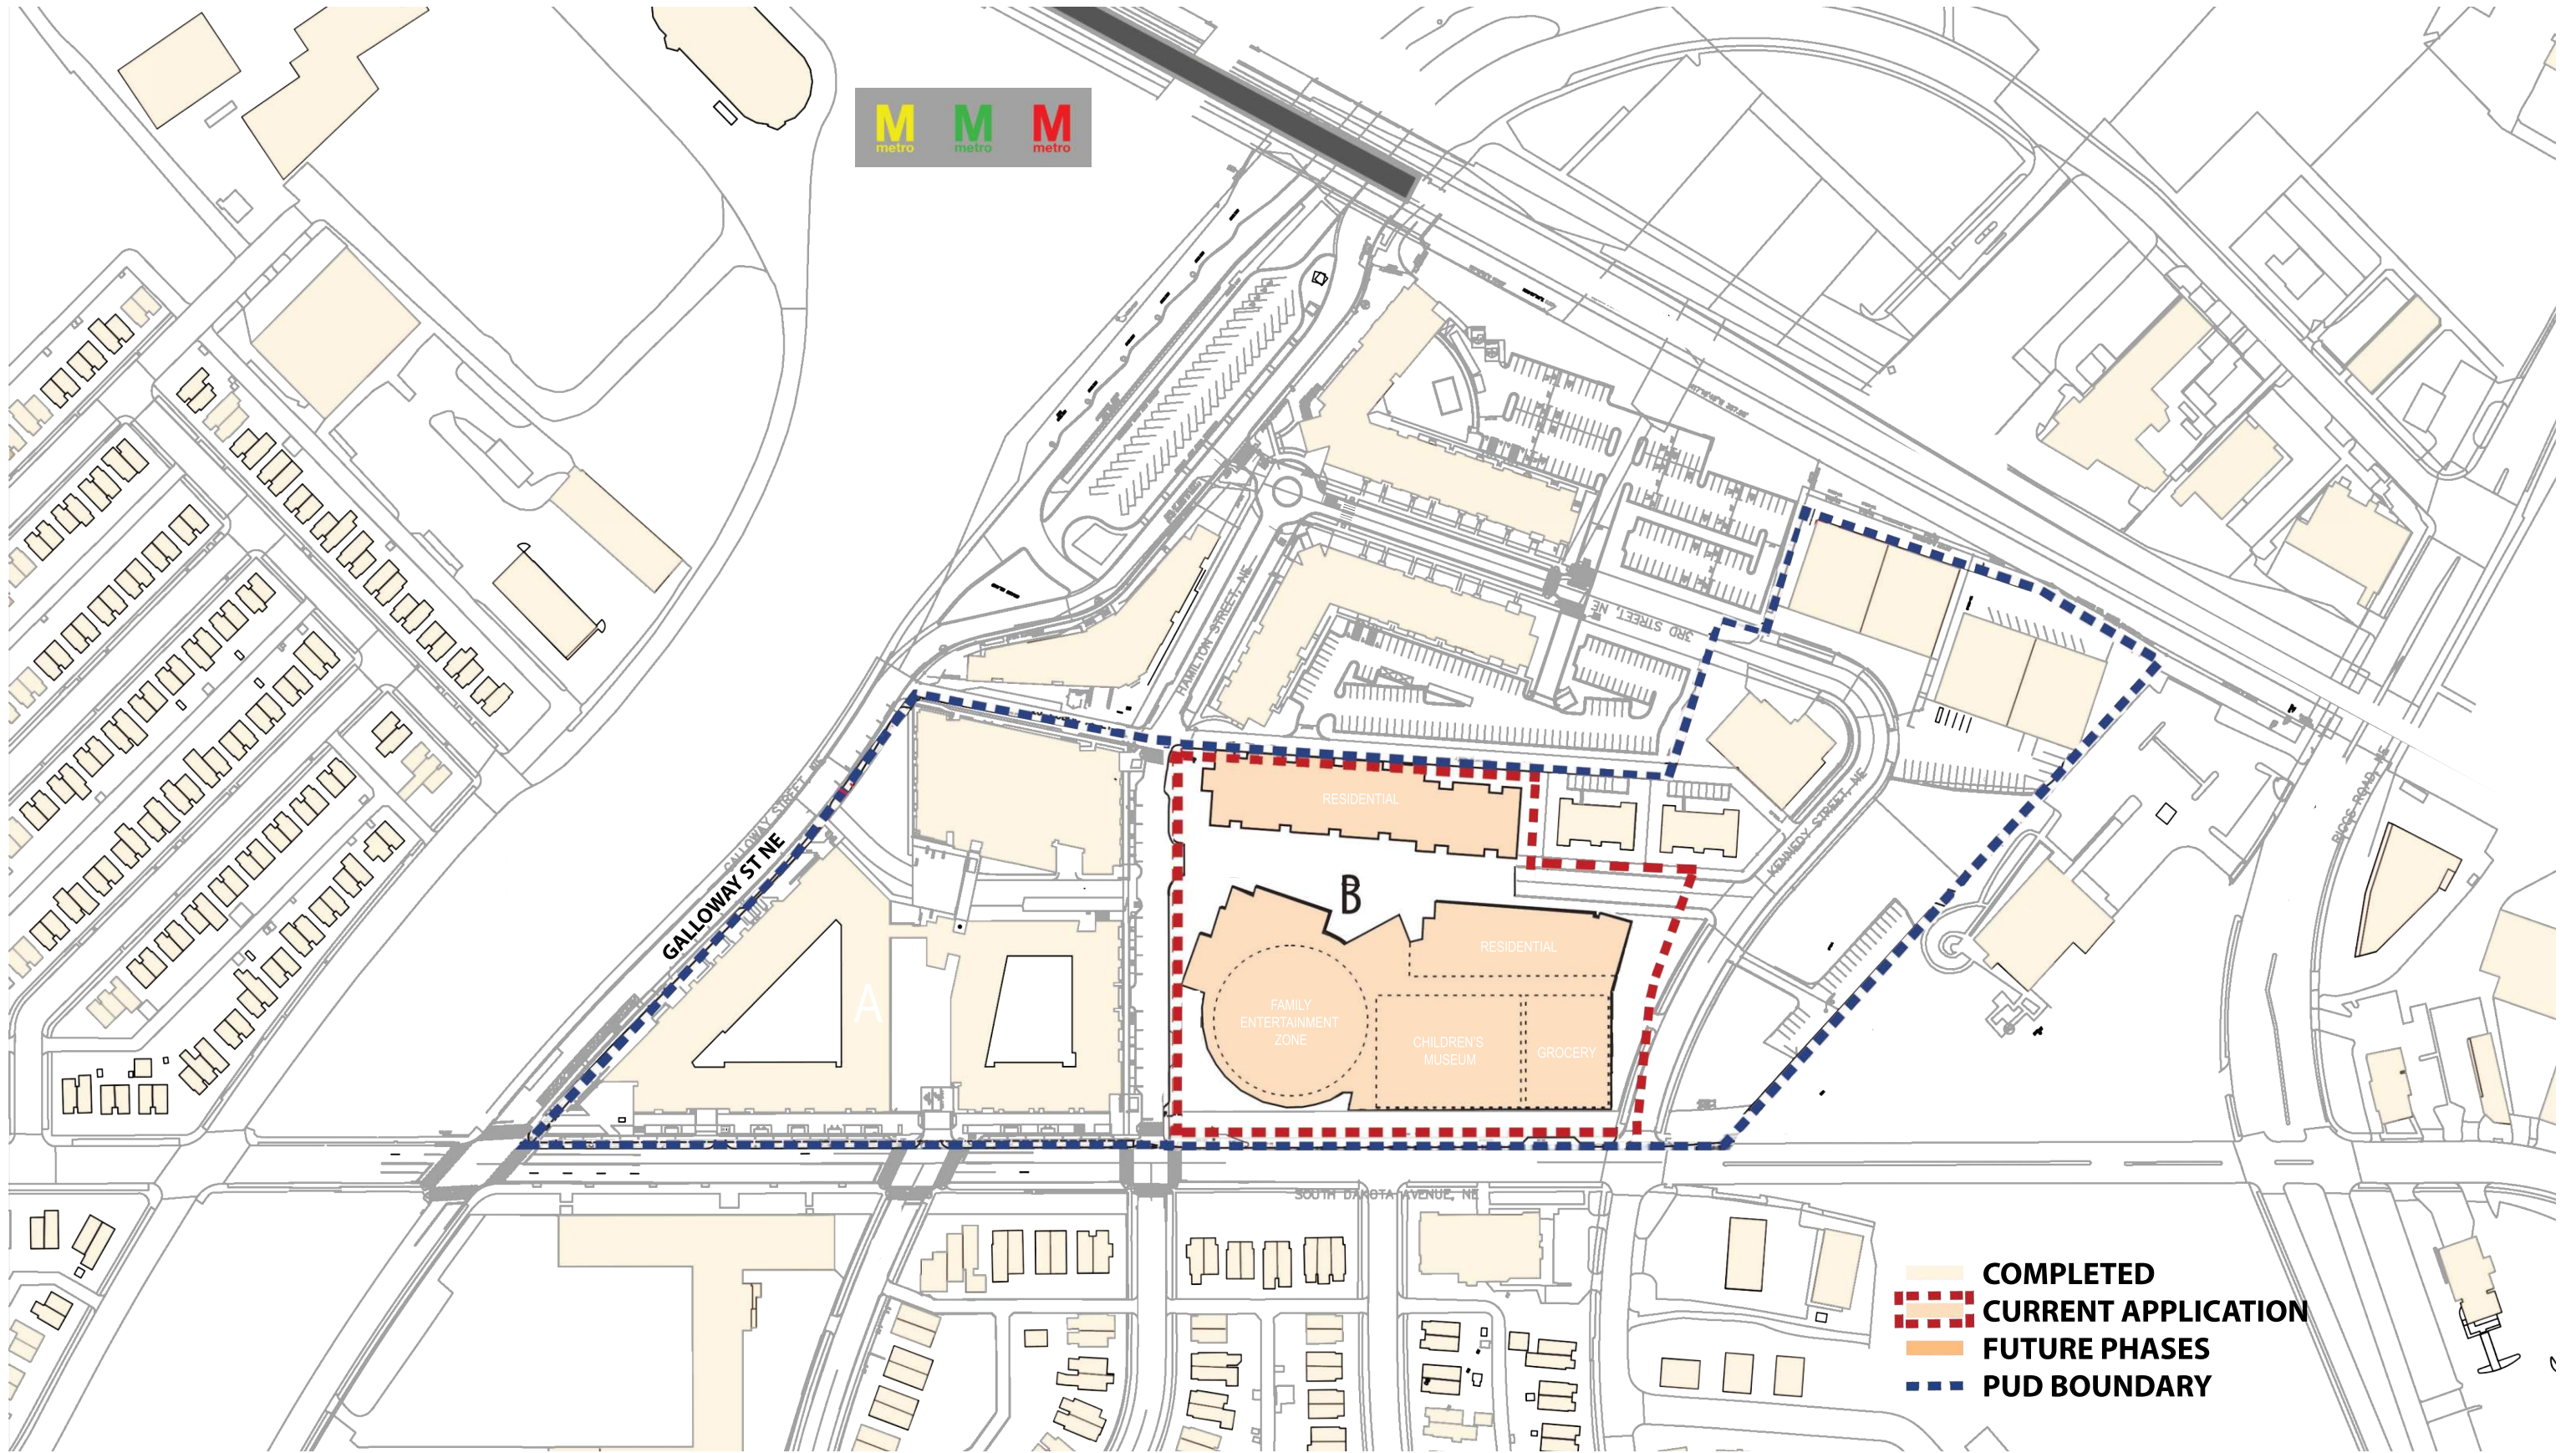 M M M
metro metro metro
HAMILTON STREET, NE
3RD STREET, NE
GALLOWAY STREET, NE
GALLOWAY ST NE
KENNEDY STREET, NE
RIGGS ROAD, NE
RESIDENTIAL
B
RESIDENTIAL
A
FAMILY
ENTERTAINMENT
ZONE
CHILDREN'S
MUSEUM
GROCERY
SOUTH DAKOTA AVENUE, NE
COMPLETED
CURRENT APPLICATION
FUTURE PHASES
PUD BOUNDARY